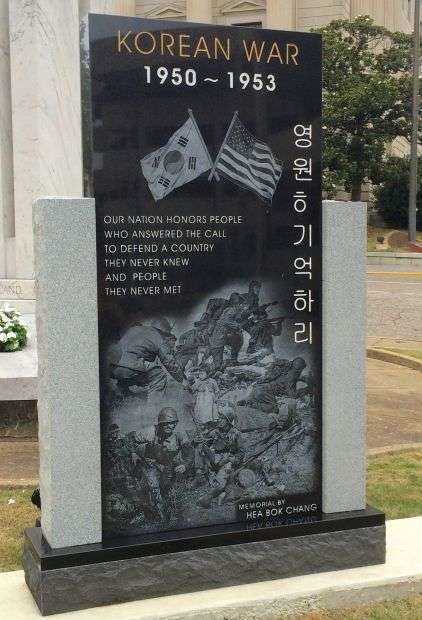 KOREAN WAR
1950 ~ 1953
영원히기억하리
OUR NATION HONORS PEOPLE
WHO ANSWERED THE CALL
TO DEFEND A COUNTRY
THEY NEVER KNEW
AND PEOPLE
THEY NEVER MET
MEMORIAL BY
HEA BOK CHANG